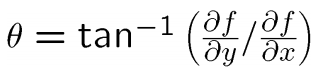 θ = tan⁻¹ (∂f/∂y / ∂f/∂x)